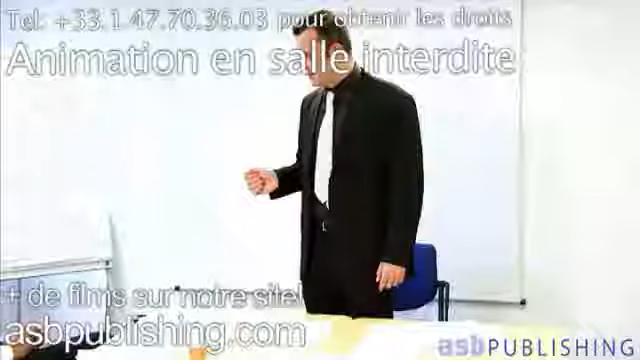 Tel: +33.1.47.70.36.03 pour obtenir les droits
Animation en salle interdite
+ de films sur notre site!
asbpublishing.com
asbPUBLISHING